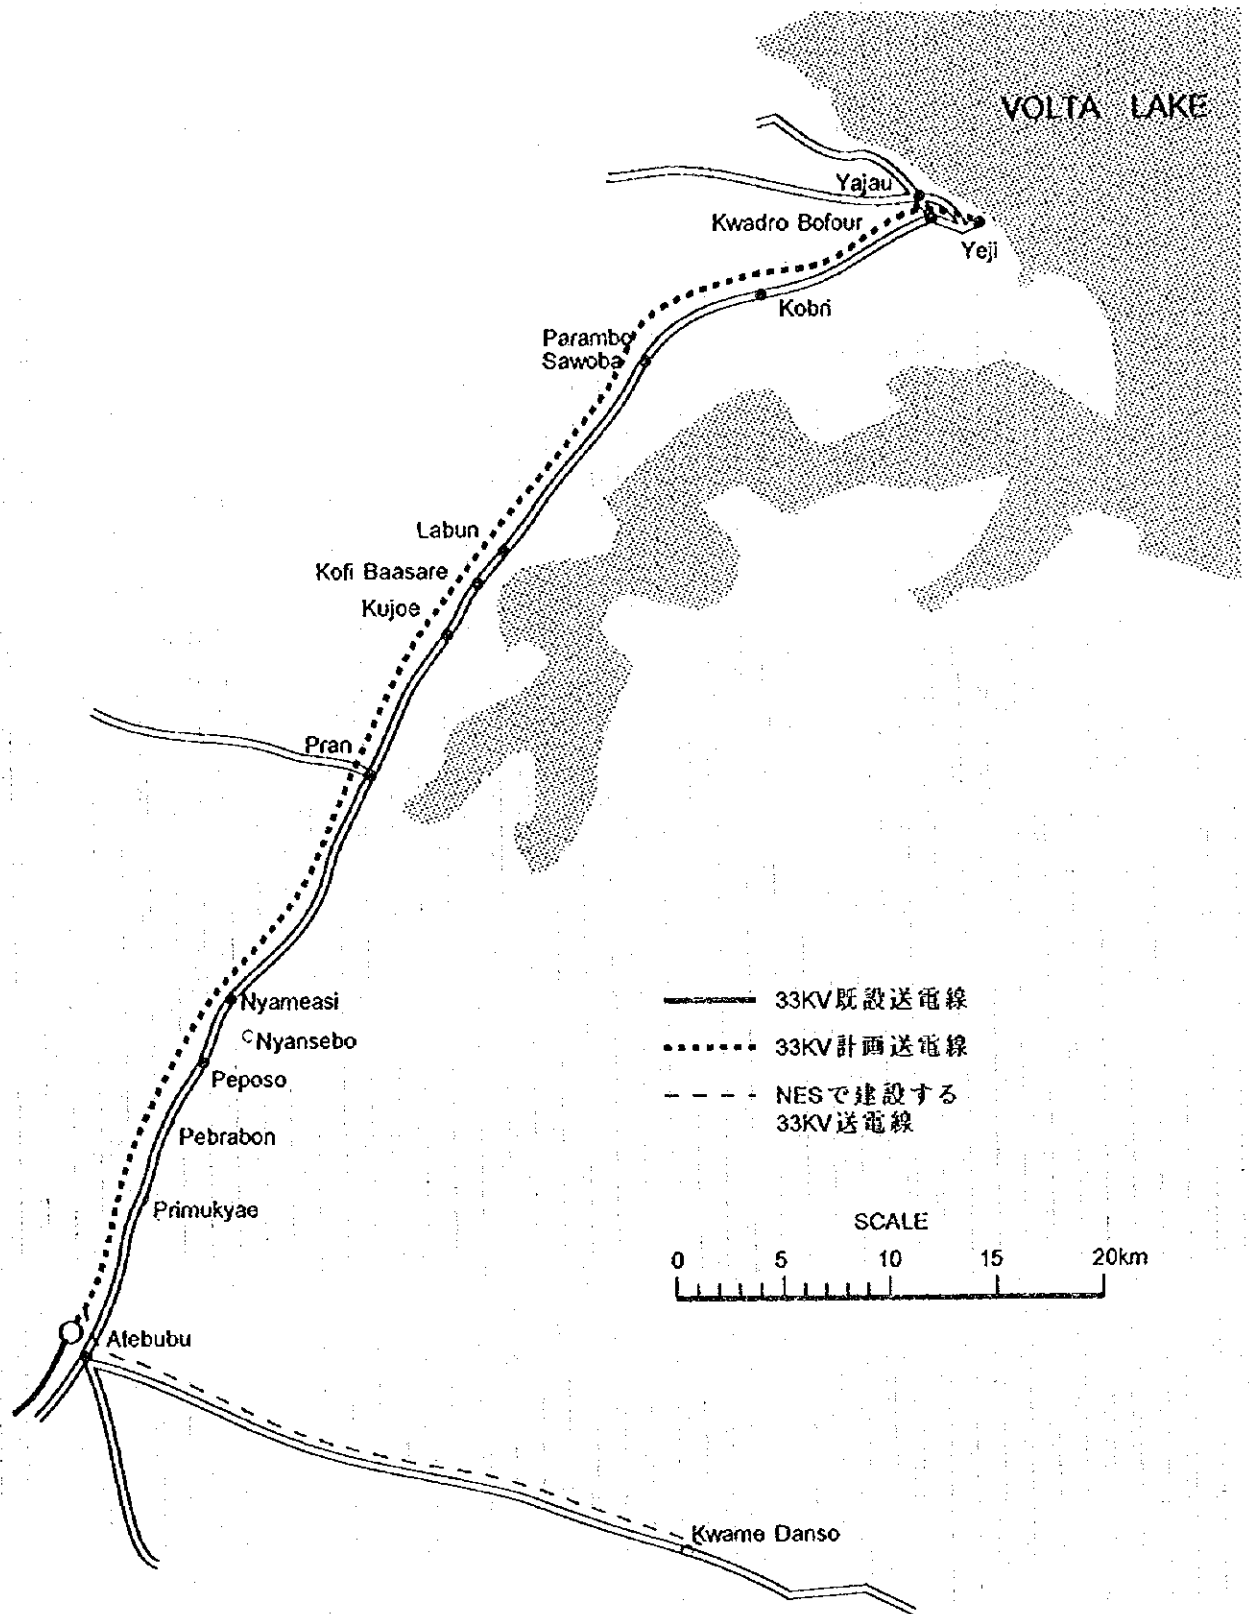 VOLTA LAKE
Yajau
Kwadro Bofour
Yeji
Kobri
Parambo
Sawoba
Labun
Kofi Baasare
Kujoe
Pran
Nyameasi
Nyansebo
Peposo
Pebrabon
Primukyae
Atebubu
Kwame Danso
33KV既設送電線
33KV計画送電線
NESで建設する
33KV送電線
SCALE
0 5 10 15 20km